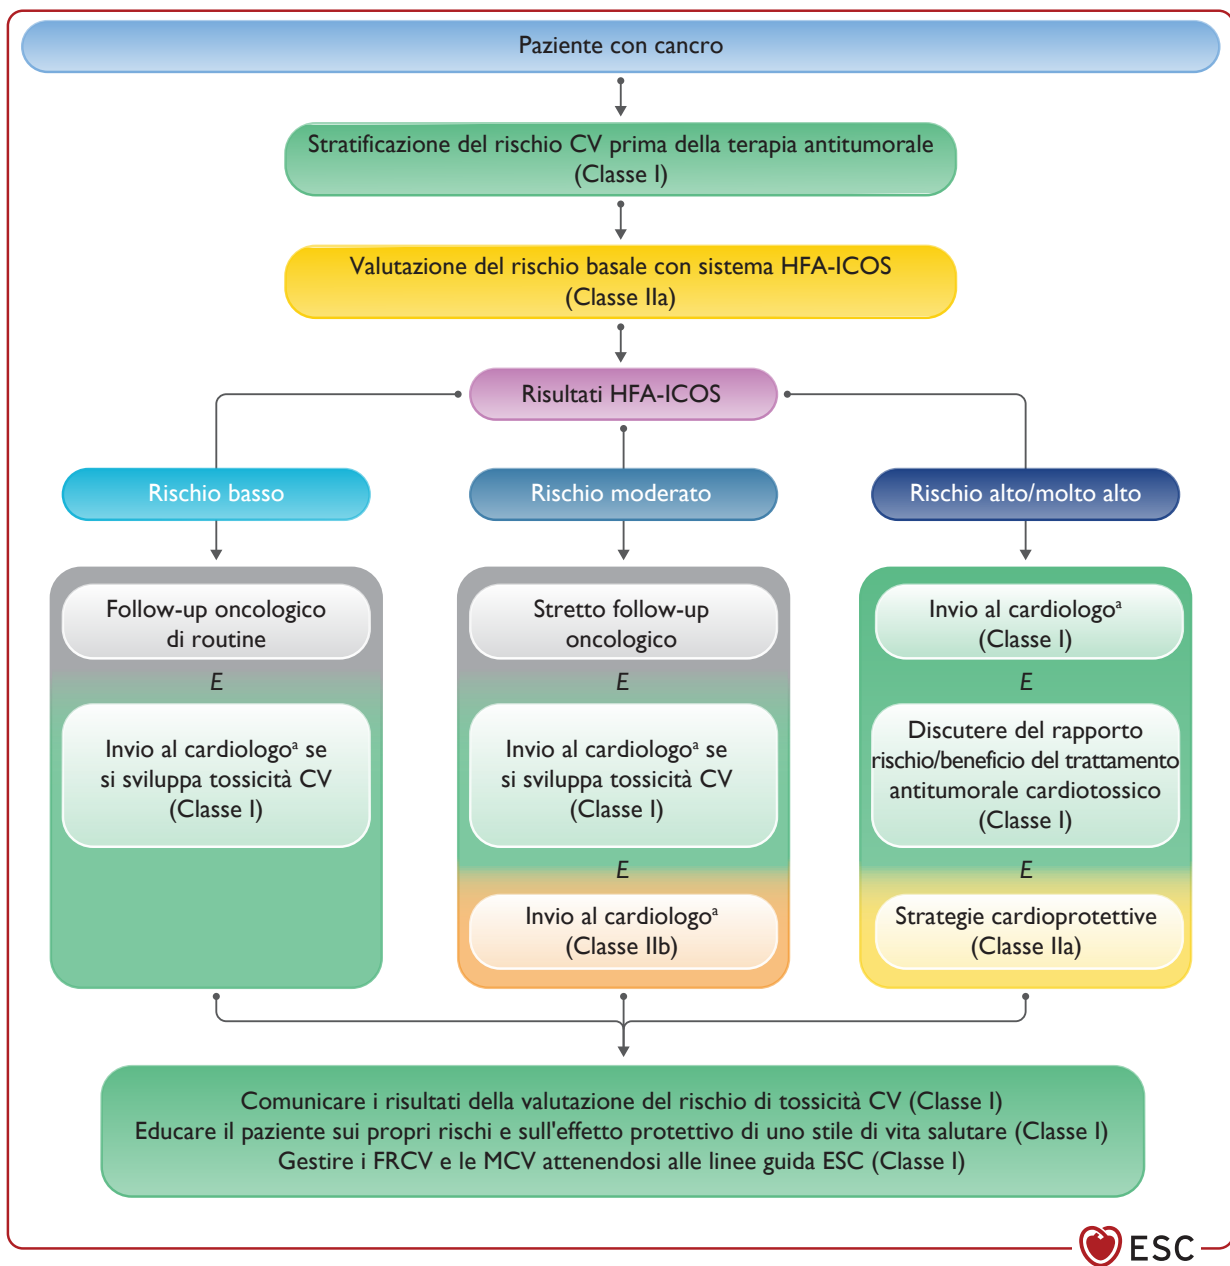 Paziente con cancro
Stratificazione del rischio CV prima della terapia antitumorale
(Classe I)
Valutazione del rischio basale con sistema HFA-ICOS
(Classe IIa)
Risultati HFA-ICOS
Rischio basso
Rischio moderato
Rischio alto/molto alto
Follow-up oncologico
di routine
E
Invio al cardiologoᵃ se
si sviluppa tossicità CV
(Classe I)
Stretto follow-up
oncologico
E
Invio al cardiologoᵃ se
si sviluppa tossicità CV
(Classe I)
E
Invio al cardiologoᵃ
(Classe IIb)
Invio al cardiologoᵃ
(Classe I)
E
Discutere del rapporto
rischio/beneficio del trattamento
antitumorale cardiotossico
(Classe I)
E
Strategie cardioprotettive
(Classe IIa)
Comunicare i risultati della valutazione del rischio di tossicità CV (Classe I)
Educare il paziente sui propri rischi e sull'effetto protettivo di uno stile di vita salutare (Classe I)
Gestire i FRCV e le MCV attenendosi alle linee guida ESC (Classe I)
ESC